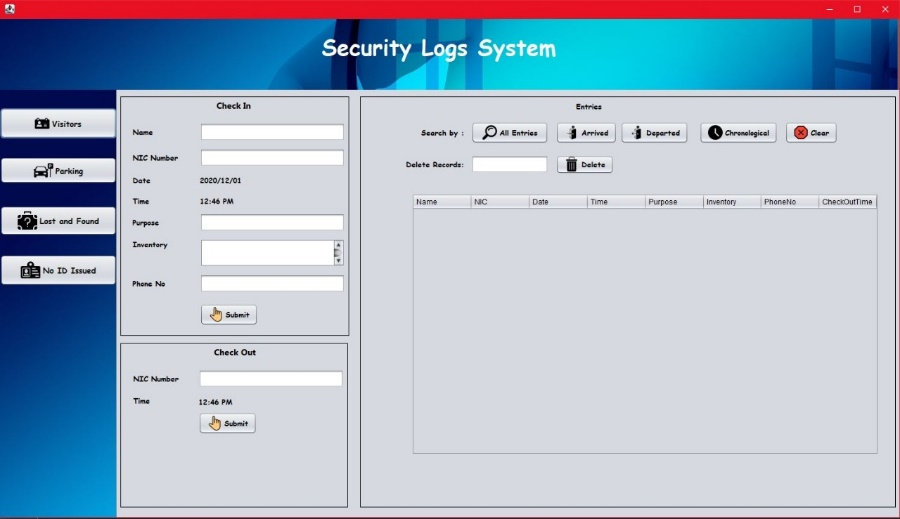 Security Logs System
Visitors
Parking
Lost and Found
No ID Issued
Check In
Name
NIC Number
Date 2020/12/01
Time 12:46 PM
Purpose
Inventory
Phone No
Submit
Check Out
NIC Number
Time 12:46 PM
Submit
Entries
Search by : All Entries Arrived Departed Chronological Clear
Delete Records: Delete
Name NIC Date Time Purpose Inventory PhoneNo CheckOutTime